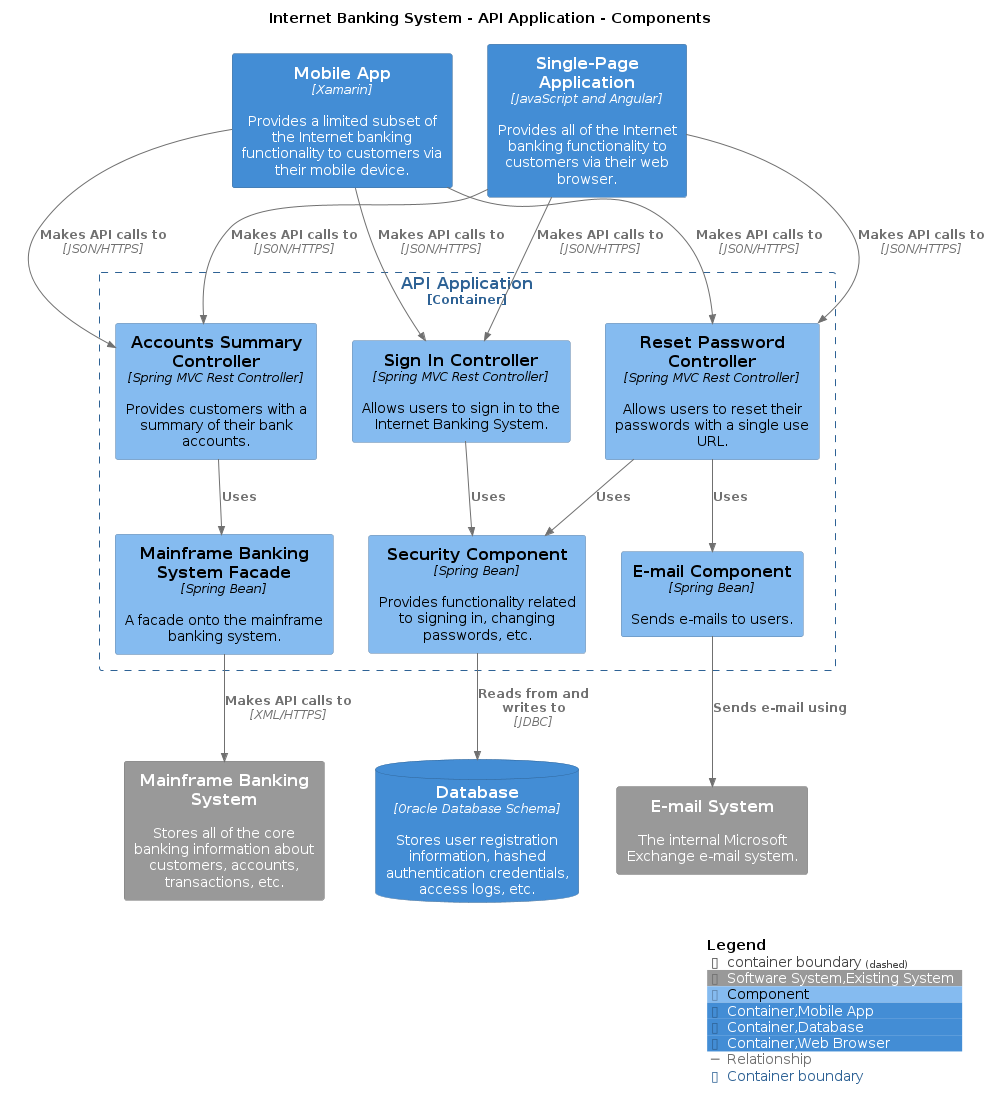 Internet Banking System - API Application - Components
Mobile App
[Xamarin]
Provides a limited subset of
the Internet banking
functionality to customers via
their mobile device.
Single-Page
Application
[JavaScript and Angular]
Provides all of the Internet
banking functionality to
customers via their web
browser.
Makes API calls to
[JSON/HTTPS]
Makes API calls to
[JSON/HTTPS]
Makes API calls to
[JSON/HTTPS]
Makes API calls to
[JSON/HTTPS]
Makes API calls to
[JSON/HTTPS]
Makes API calls to
[JSON/HTTPS]
API Application
[Container]
Accounts Summary
Controller
[Spring MVC Rest Controller]
Provides customers with a
summary of their bank
accounts.
Sign In Controller
[Spring MVC Rest Controller]
Allows users to sign in to the
Internet Banking System.
Reset Password
Controller
[Spring MVC Rest Controller]
Allows users to reset their
passwords with a single use
URL.
Uses
Uses
Uses
Uses
Mainframe Banking
System Facade
[Spring Bean]
A facade onto the mainframe
banking system.
Security Component
[Spring Bean]
Provides functionality related
to signing in, changing
passwords, etc.
E-mail Component
[Spring Bean]
Sends e-mails to users.
Makes API calls to
[XML/HTTPS]
Reads from and
writes to
[JDBC]
Sends e-mail using
Mainframe Banking
System
Stores all of the core
banking information about
customers, accounts,
transactions, etc.
Database
[Oracle Database Schema]
Stores user registration
information, hashed
authentication credentials,
access logs, etc.
E-mail System
The internal Microsoft
Exchange e-mail system.
Legend
container boundary (dashed)
Software System,Existing System
Component
Container,Mobile App
Container,Database
Container,Web Browser
Relationship
Container boundary